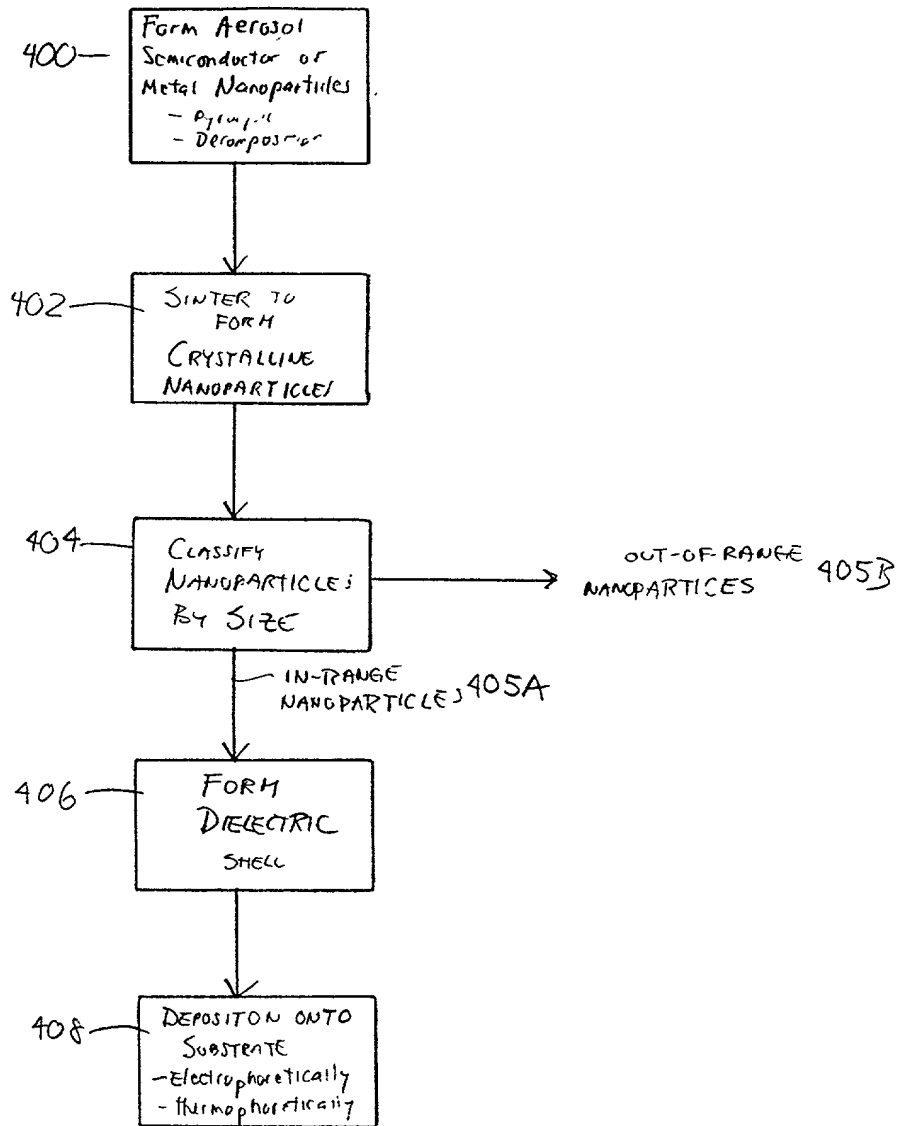 400
Form Aerosol
Semiconductor or
Metal Nanoparticles
-
- Decomposition
402
SINTER TO
FORM
CRYSTALLINE
NANOPARTICLES
404
CLASSIFY
NANOPARTICLES
BY SIZE
OUT-OF-RANGE
NANOPARTICES
405B
IN-RANGE
NANOPARTICLES
405A
406
FORM
DIELECTRIC
SHELL
408
DEPOSITON ONTO
SUBSTRATE
-Electrophoretically
-thermophoretically